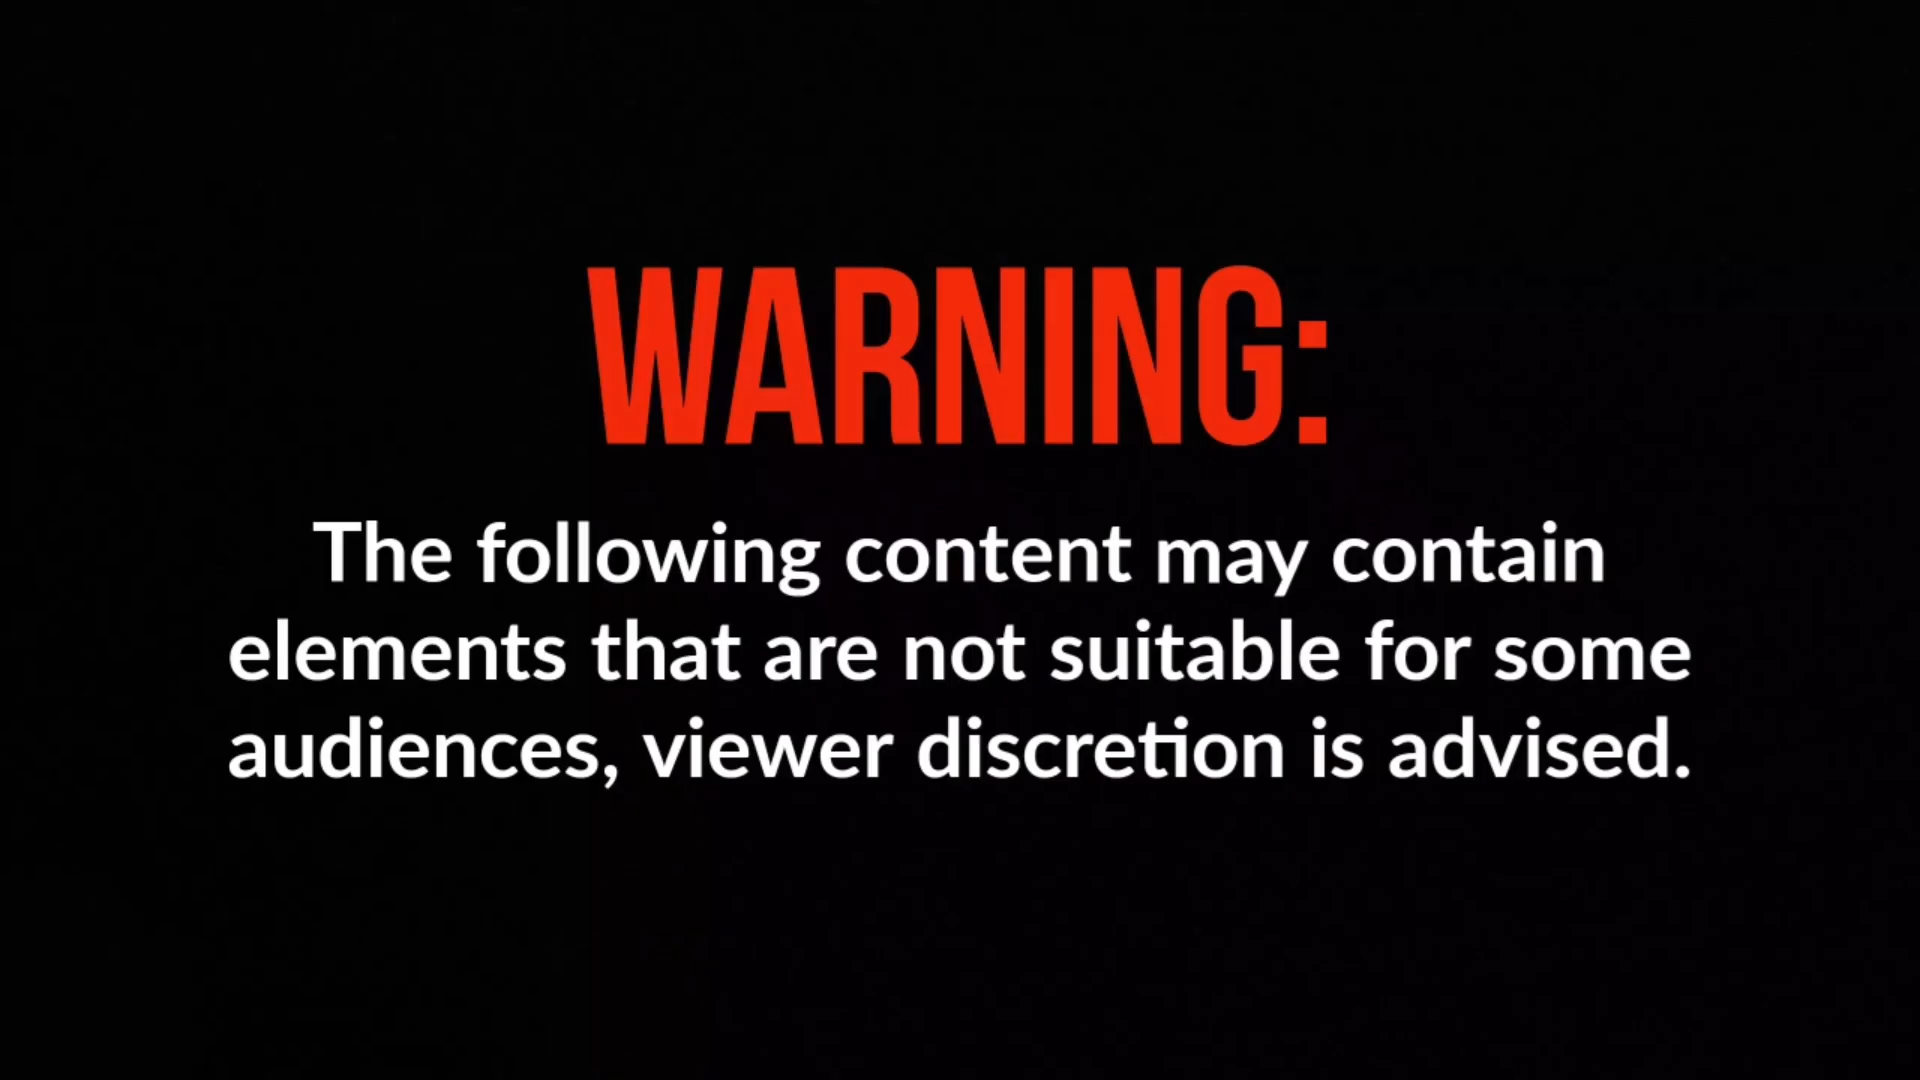 WARNING:
The following content may contain
elements that are not suitable for some
audiences, viewer discretion is advised.